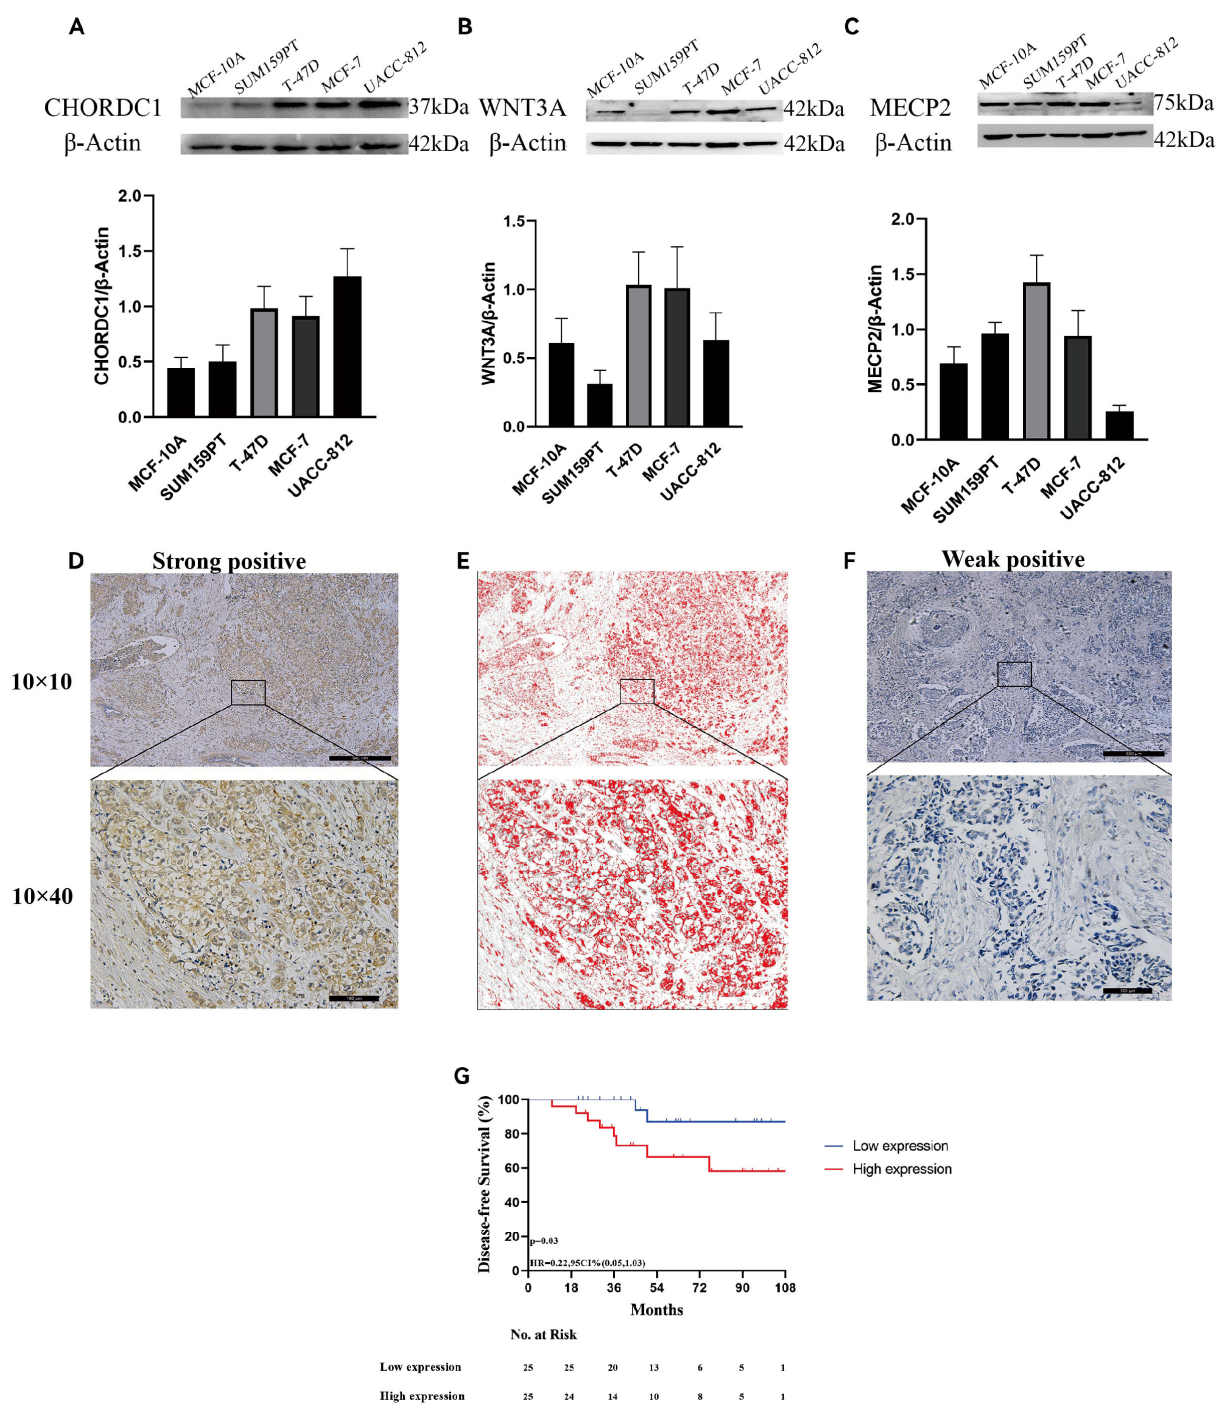 A
MCF-10A
SUM159PT
T-47D
MCF-7
UACC-812
CHORDC1
37kDa
β-Actin
42kDa
2.0
1.5
1.0
0.5
0.0
CHORDC1/β-Actin
MCF-10A
SUM159PT
T-47D
MCF-7
UACC-812
B
MCF-10A
SUM159PT
T-47D
MCF-7
UACC-812
WNT3A
42kDa
β-Actin
42kDa
1.5
1.0
0.5
0.0
WNT3A/β-Actin
MCF-10A
SUM159PT
T-47D
MCF-7
UACC-812
C
MCF-10A
SUM159PT
T-47D
MCF-7
UACC-812
MECP2
75kDa
β-Actin
42kDa
2.0
1.5
1.0
0.5
0.0
MECP2/β-Actin
MCF-10A
SUM159PT
T-47D
MCF-7
UACC-812
D
Strong positive
E
F
Weak positive
10×10
10×40
100 μm
G
100
80
60
40
20
0
Disease-free Survival (%)
p=0.03
HR=0.22,95CI%(0.05,1.03)
0 18 36 54 72 90 108
Months
Low expression
High expression
No. at Risk
Low expression 25 25 20 13 6 5 1
High expression 25 24 14 10 8 5 1